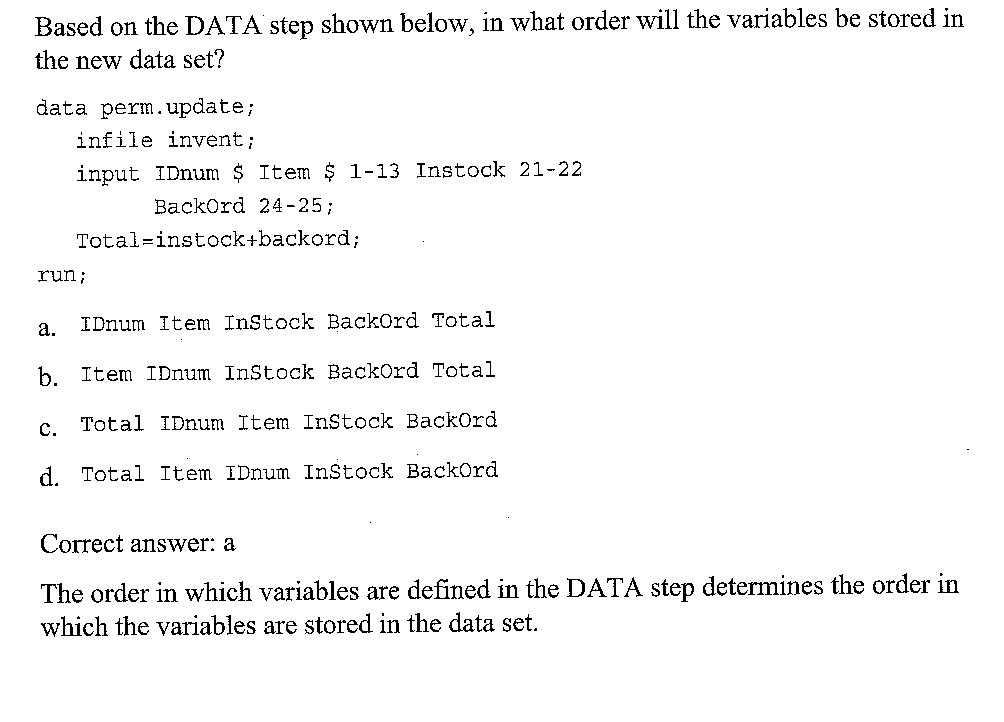 Based on the DATA step shown below, in what order will the variables be stored in
the new data set?
data perm.update;
infile invent;
input IDnum $ Item $ 1-13 Instock 21-22
BackOrd 24-25;
Total=instock+backord;
run;
a. IDnum Item InStock BackOrd Total
b. Item IDnum InStock BackOrd Total
c. Total IDnum Item InStock BackOrd
d. Total Item IDnum InStock BackOrd
Correct answer: a
The order in which variables are defined in the DATA step determines the order in
which the variables are stored in the data set.